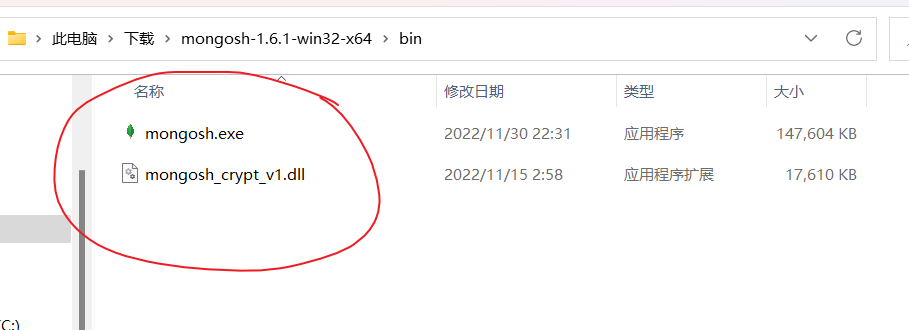 此电脑 > 下载 > mongosh-1.6.1-win32-x64 > bin
名称 修改日期 类型 大小
mongosh.exe 2022/11/30 22:31 应用程序 147,604 KB
mongosh_crypt_v1.dll 2022/11/15 2:58 应用程序扩展 17,610 KB
(C:)